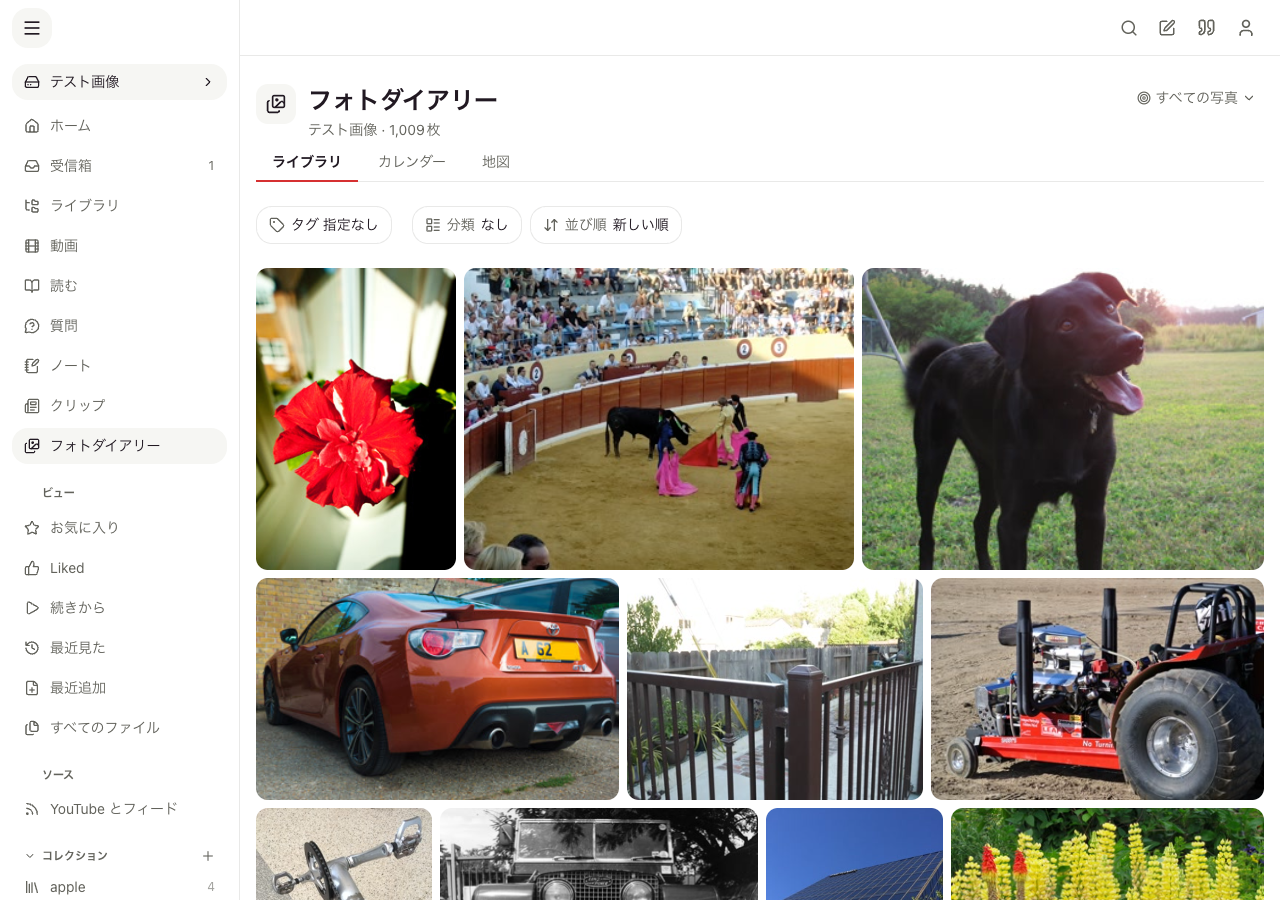 テスト画像
ホーム
受信箱 1
ライブラリ
動画
読む
質問
ノート
クリップ
フォトダイアリー
ビュー
お気に入り
Liked
続きから
最近見た
最近追加
すべてのファイル
ソース
YouTube とフィード
コレクション
apple 4
フォトダイアリー
テスト画像 · 1,009枚
すべての写真
ライブラリ
カレンダー
地図
タグ 指定なし
分類 なし
並び順 新しい順
2
3
2
A 62
No Turnin